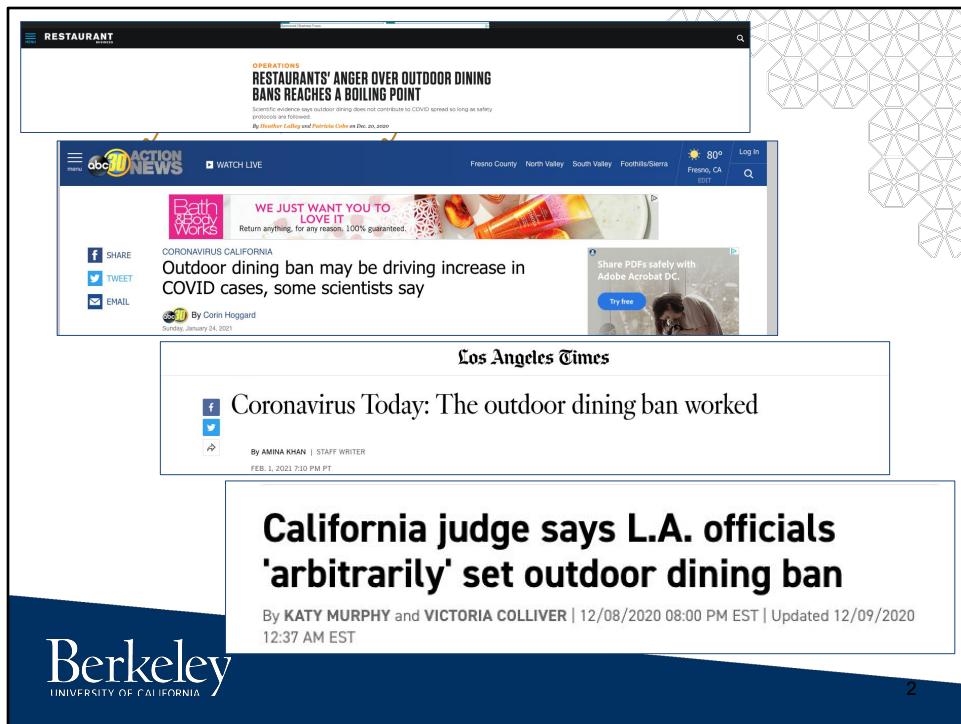 MENU
RESTAURANT
BUSINESS
OPERATIONS
RESTAURANTS' ANGER OVER OUTDOOR DINING
BANS REACHES A BOILING POINT
Scientific evidence says outdoor dining does not contribute to COVID spread so long as safety
protocols are followed.
By Heather Lalley and Patricia Cobe on Dec. 20, 2020
menu
abc30 ACTION
NEWS
WATCH LIVE
Fresno County North Valley South Valley Foothills/Sierra
80°
Fresno, CA
EDIT
Log In
Bath
& Body
Works
WE JUST WANT YOU TO
LOVE IT
Return anything, for any reason. 100% guaranteed.
SHARE
TWEET
EMAIL
CORONAVIRUS CALIFORNIA
Outdoor dining ban may be driving increase in
COVID cases, some scientists say
abc30 By Corin Hoggard
Sunday, January 24, 2021
Share PDFs safely with
Adobe Acrobat DC.
Try free
Los Angeles Times
Coronavirus Today: The outdoor dining ban worked
By AMINA KHAN | STAFF WRITER
FEB. 1, 2021 7:10 PM PT
California judge says L.A. officials
'arbitrarily' set outdoor dining ban
By KATY MURPHY and VICTORIA COLLIVER | 12/08/2020 08:00 PM EST | Updated 12/09/2020
12:37 AM EST
Berkeley
UNIVERSITY OF CALIFORNIA
2